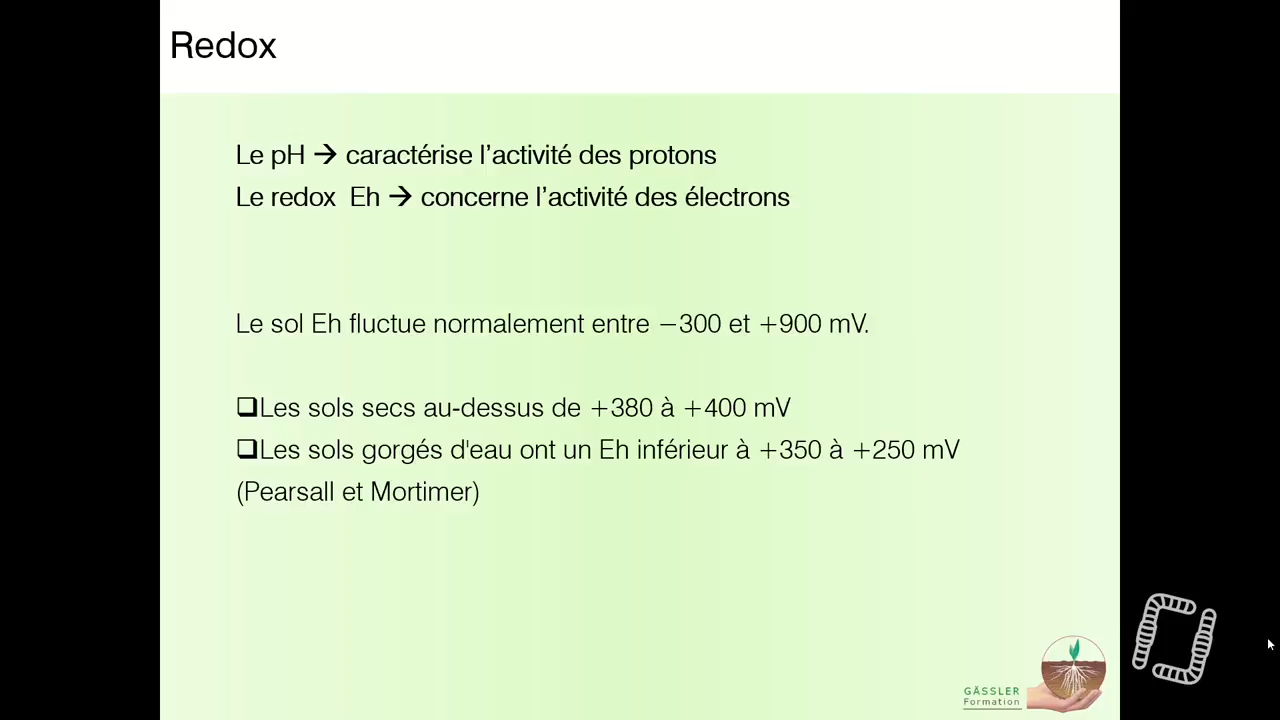 Redox
Le pH → caractérise l’activité des protons
Le redox Eh → concerne l’activité des électrons
Le sol Eh fluctue normalement entre −300 et +900 mV.
❑Les sols secs au-dessus de +380 à +400 mV
❑Les sols gorgés d'eau ont un Eh inférieur à +350 à +250 mV
(Pearsall et Mortimer)
GÄSSLER
Formation